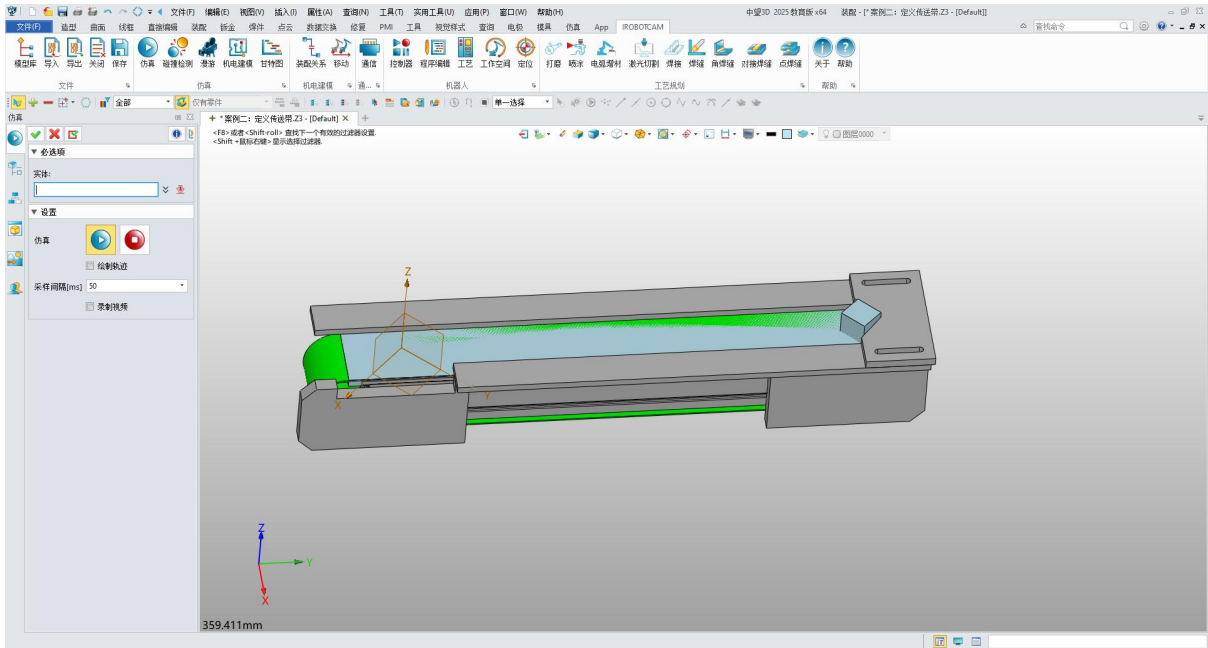 中望3D 2025 教育版 x64 装配 - [* 案例二:定义传送带.Z3 - [Default]]
文件(F) 编辑(E) 视图(V) 插入(I) 属性(A) 查询(N) 工具(T) 实用工具(U) 应用(P) 窗口(W) 帮助(H)
文件(F) 造型 曲面 线框 直接编辑 装配 钣金 焊件 点云 数据交换 修复 PMI 工具 视觉样式 查询 电极 模具 仿真 App IROBOTCAM
查找命令
模型库 导入 导出 关闭 保存 仿真 碰撞检测 漫游 机电建模 甘特图 装配关系 移动 通信 控制器 程序编辑 工艺 工作空间 定位 打磨 喷涂 电弧增材 激光切割 焊接 焊缝 角焊缝 对接焊缝 点焊缝 关于 帮助
文件 仿真 机电建模 通... 机器人 工艺规划 帮助
全部 仅有零件 单一选择
仿真
+ * 案例二:定义传送带.Z3 - [Default] × +
<F8> 或者<Shift-roll> 查找下一个有效的过滤器设置.
<Shift +鼠标右键> 显示选择过滤器.
图层0000
▼ 必选项
实体:
▼ 设置
仿真
绘制轨迹
采样间隔[ms] 50
录制视频
Z
X
Y
Z
Y
X
359.411mm